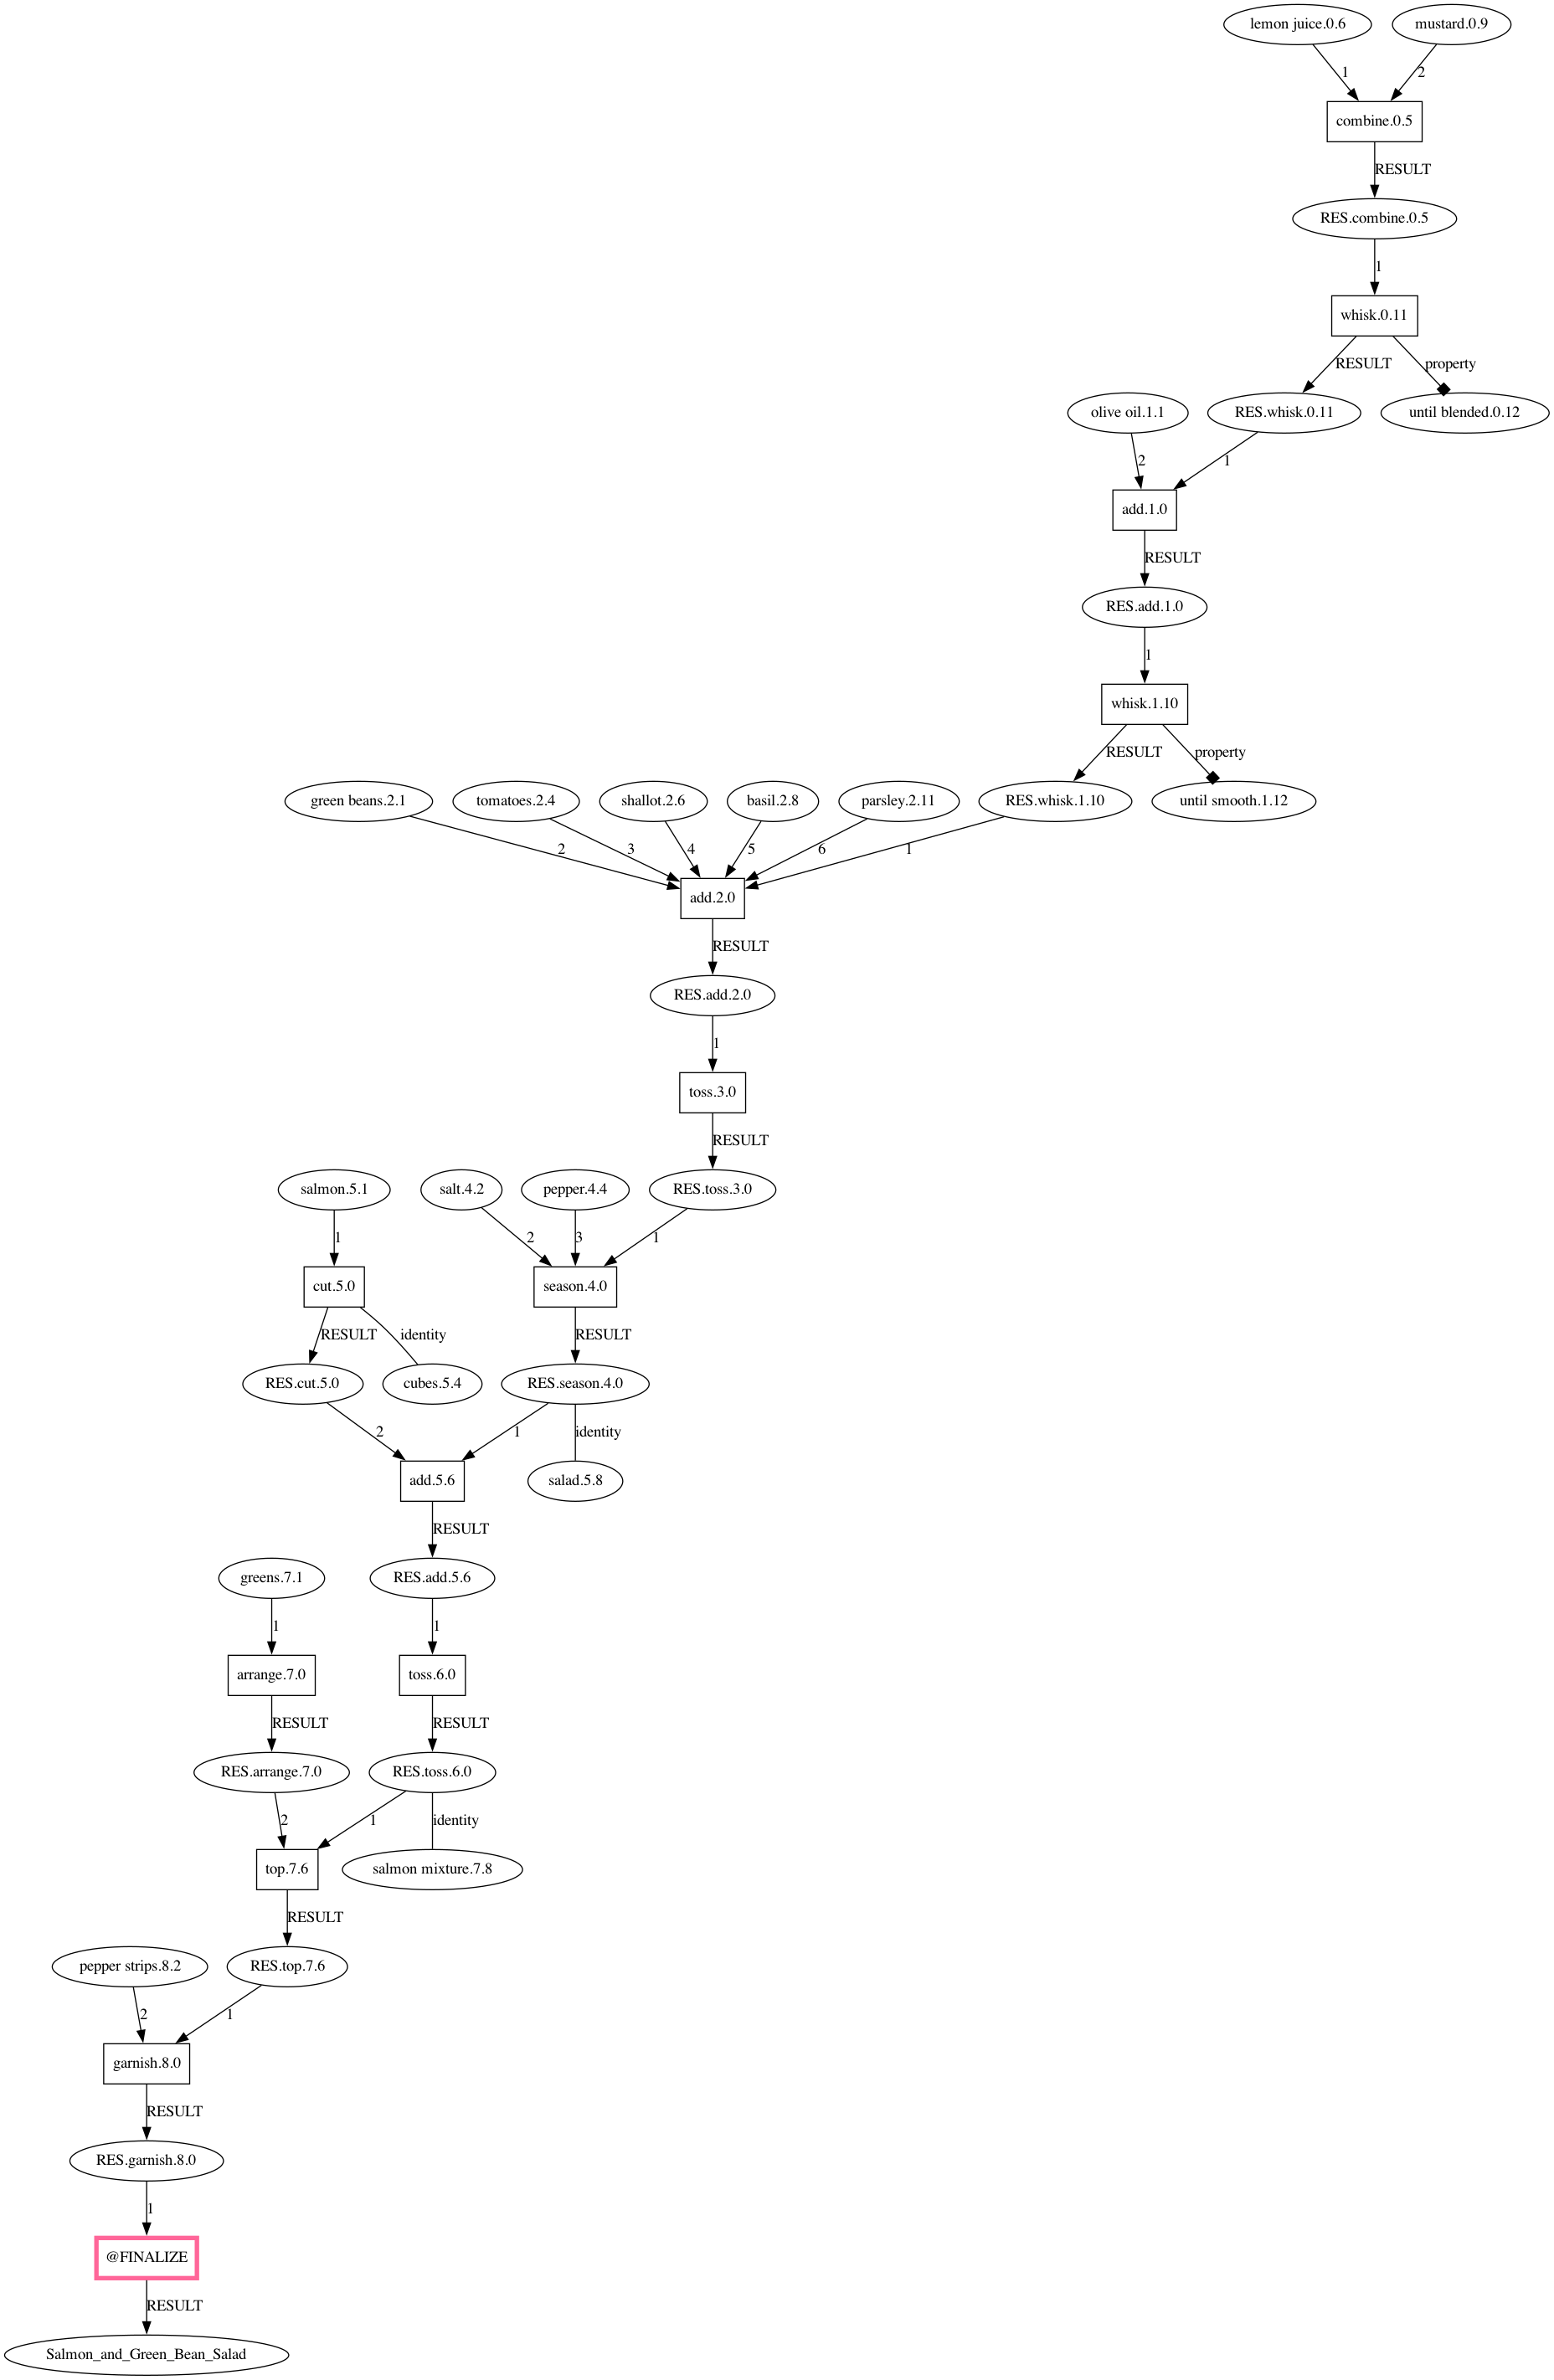 lemon juice.0.6
mustard.0.9
1
2
combine.0.5
RESULT
RES.combine.0.5
1
whisk.0.11
RESULT
property
olive oil.1.1
RES.whisk.0.11
until blended.0.12
2
1
add.1.0
RESULT
RES.add.1.0
1
whisk.1.10
RESULT
property
green beans.2.1
tomatoes.2.4
shallot.2.6
basil.2.8
parsley.2.11
RES.whisk.1.10
until smooth.1.12
2
3
4
5
6
1
add.2.0
RESULT
RES.add.2.0
1
toss.3.0
RESULT
salmon.5.1
salt.4.2
pepper.4.4
RES.toss.3.0
1
2
3
1
cut.5.0
season.4.0
RESULT
identity
RESULT
RES.cut.5.0
cubes.5.4
RES.season.4.0
2
1
identity
add.5.6
salad.5.8
RESULT
greens.7.1
RES.add.5.6
1
1
arrange.7.0
toss.6.0
RESULT
RESULT
RES.arrange.7.0
RES.toss.6.0
2
1
identity
top.7.6
salmon mixture.7.8
RESULT
pepper strips.8.2
RES.top.7.6
2
1
garnish.8.0
RESULT
RES.garnish.8.0
1
@FINALIZE
RESULT
Salmon_and_Green_Bean_Salad